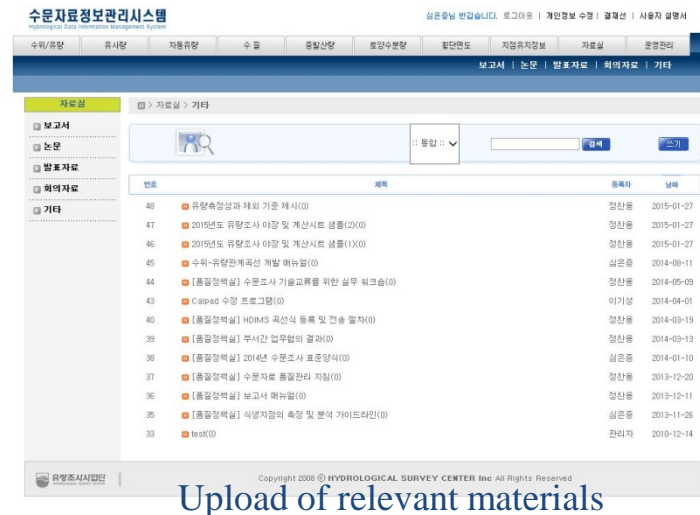 수문자료정보관리시스템
Hydrological Data Information Management System
심은증님 반갑습니다. 로그아웃 | 개인정보 수정 | 결재선 | 사용자 설명서
수위/유량 유사량 자동유량 수 질 증발산량 토양수분량 횡단면도 지점유지정보 자료실 운영관리
보고서 | 논문 | 발표자료 | 회의자료 | 기타
자료실
> 자료실 > 기타
보고서
논문
발표자료
회의자료
기타
:: 통합 ::
검색
쓰기
번호 제목 등록자 날짜
48 유량측정성과 제외 기준 제시(0) 정찬용 2015-01-27
47 2015년도 유량조사 야장 및 계산시트 샘플(2)(0) 정찬용 2015-01-27
46 2015년도 유량조사 야장 및 계산시트 샘플(1)(0) 정찬용 2015-01-27
45 수위-유량관계곡선 개발 매뉴얼(0) 심은증 2014-08-11
44 [품질정책실] 수문조사 기술교류를 위한 실무 워크숍(0) 정찬용 2014-05-09
43 Calpad 수정 프로그램(0) 이기성 2014-04-01
40 [품질정책실] HDIMS 곡선식 등록 및 전송 절차(0) 정찬용 2014-03-19
39 [품질정책실] 부서간 업무협의 결과(0) 정찬용 2014-03-13
38 [품질정책실] 2014년 수문조사 표준양식(0) 심은증 2014-01-10
37 [품질정책실] 수문자료 품질관리 지침(0) 정찬용 2013-12-20
36 [품질정책실] 보고서 매뉴얼(0) 정찬용 2013-12-11
35 [품질정책실] 식생지점의 측정 및 분석 가이드라인(0) 심은증 2013-11-26
33 test(0) 관리자 2010-12-14
유량조사사업단
Copyright 2008 ⓒ HYDROLOGICAL SURVEY CENTER Inc All Rights Reserved
Upload of relevant materials